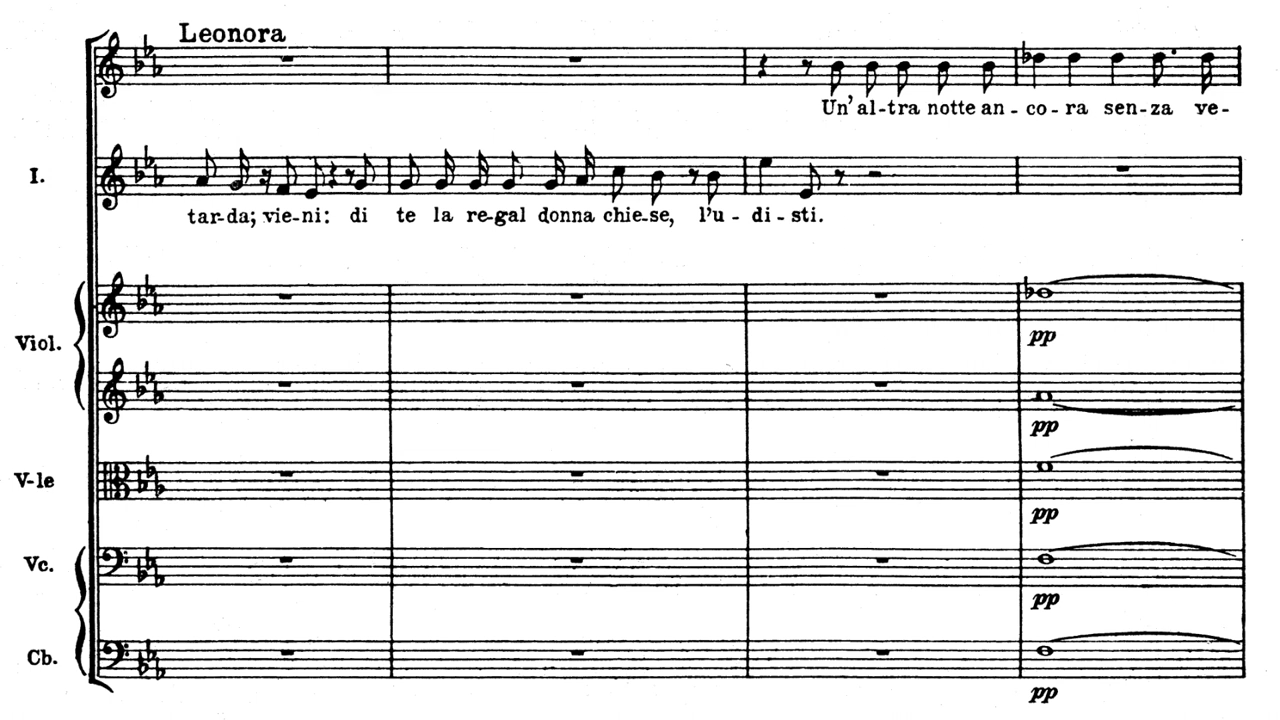 Leonora
Un' al-tra notte an - co - ra sen-za ve-
I.
tar-da; vie-ni: di te la re-gal donna chie-se, l'u - di - sti.
Viol.
pp
pp
V-le
pp
Vc.
pp
Cb.
pp